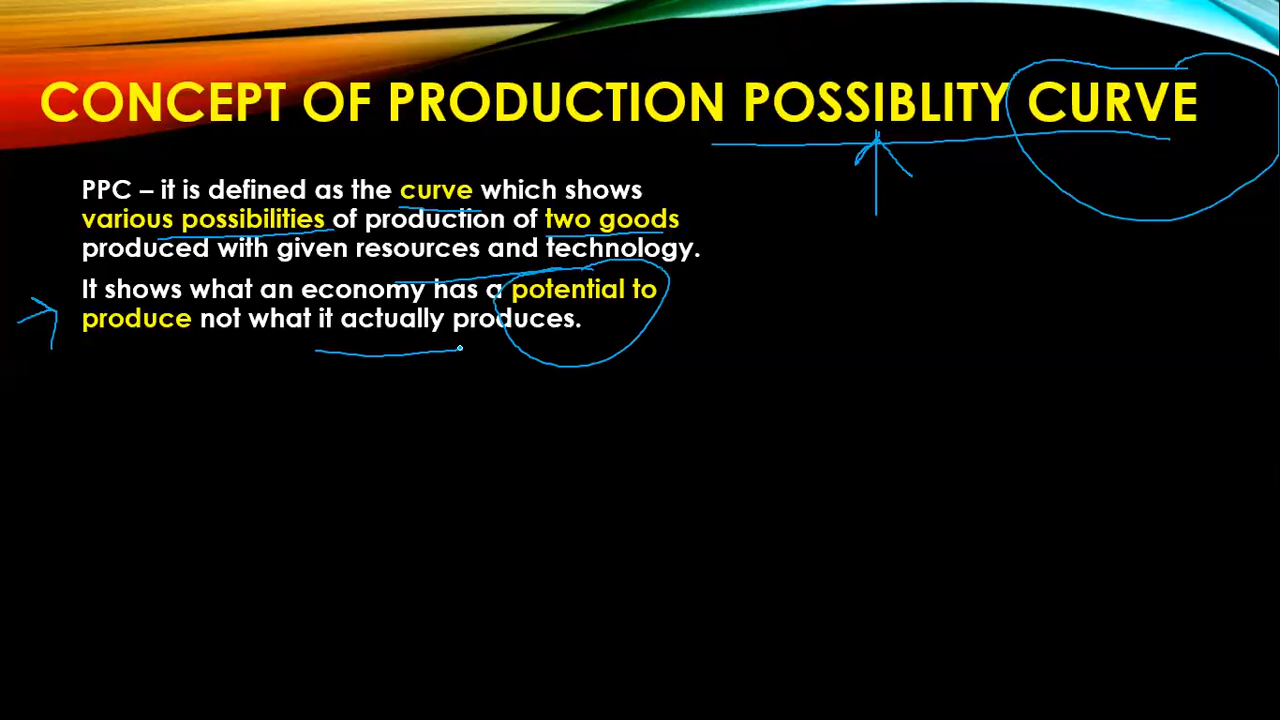 CONCEPT OF PRODUCTION POSSIBLITY CURVE
PPC – it is defined as the curve which shows
various possibilities of production of two goods
produced with given resources and technology.
It shows what an economy has a potential to
produce not what it actually produces.